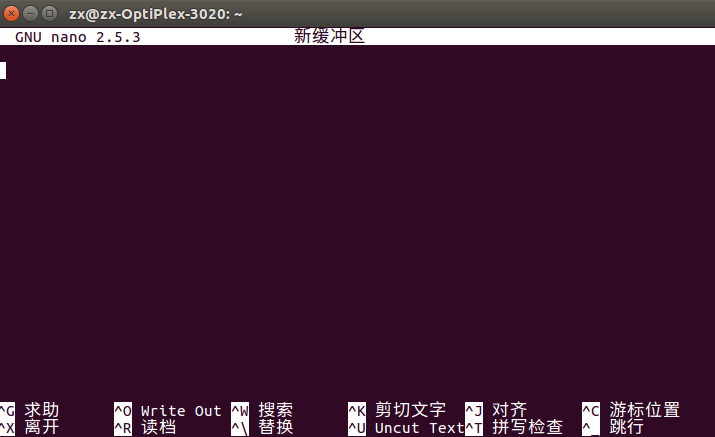 zx@zx-OptiPlex-3020: ~
GNU nano 2.5.3 新缓冲区
^G 求助 ^O Write Out ^W 搜索 ^K 剪切文字 ^J 对齐 ^C 游标位置
^X 离开 ^R 读档 ^\ 替换 ^U Uncut Text ^T 拼写检查 ^ 跳行